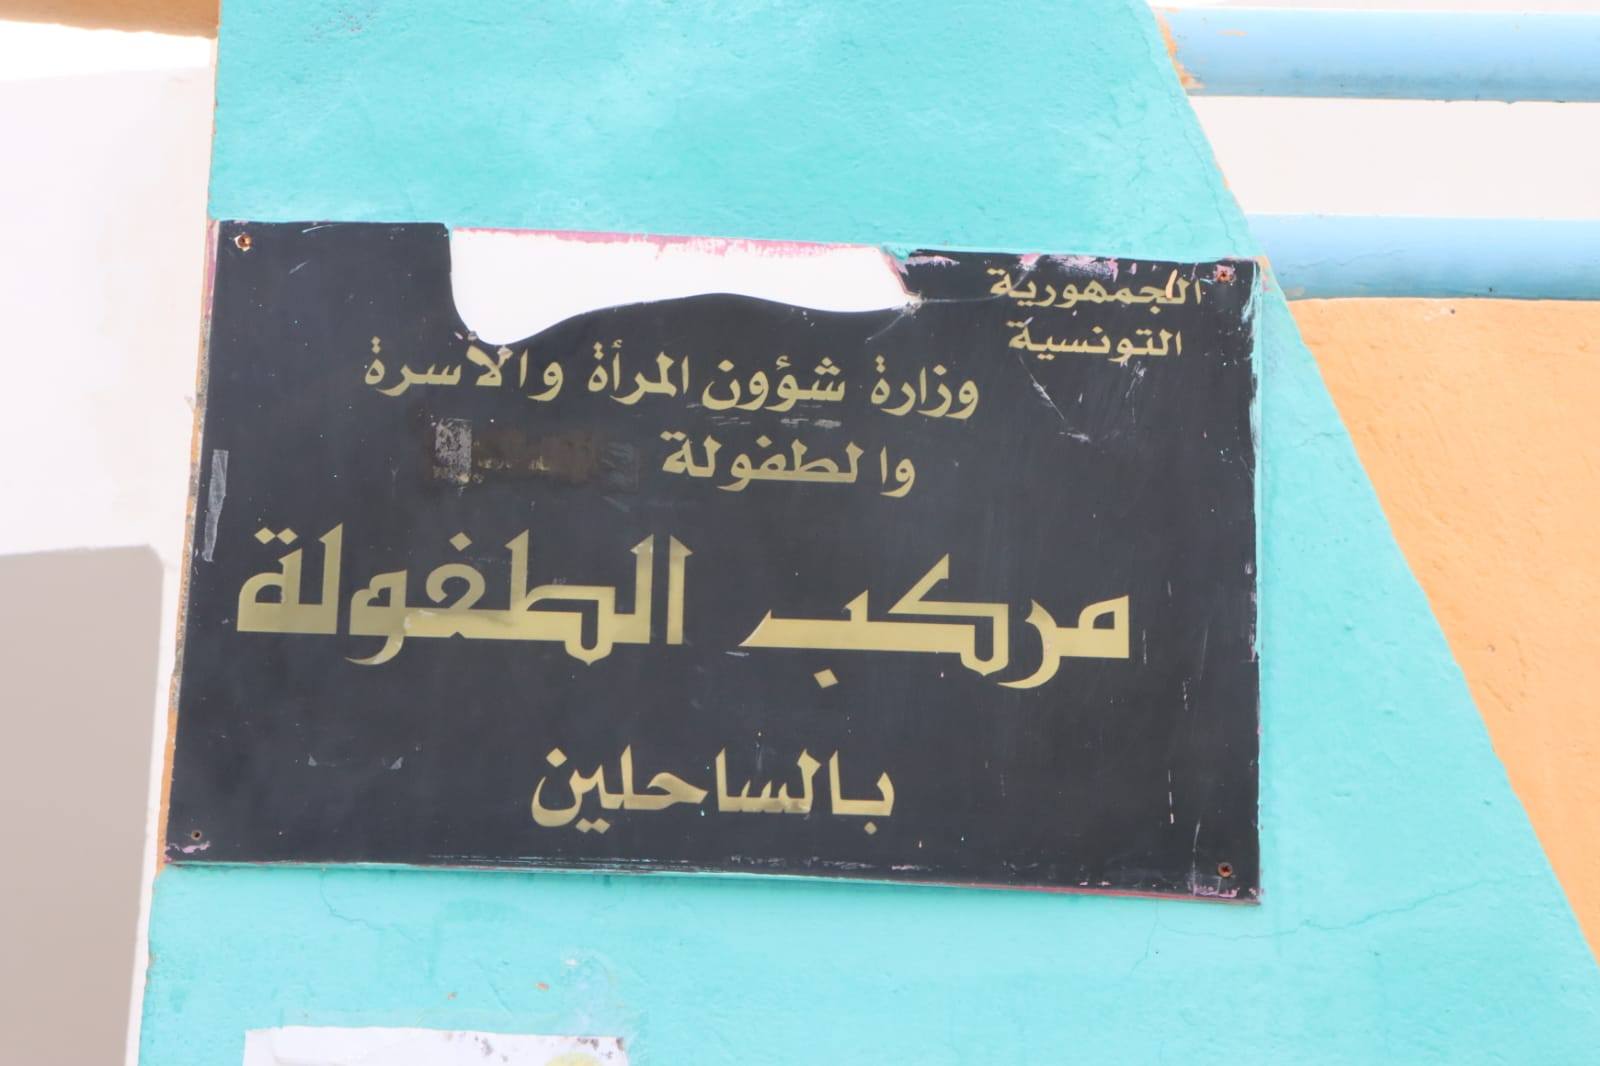 الجمهورية
التونسية
وزارة شؤون المرأة والأسرة
والطفولة
مركب الطفولة
بالساحلين